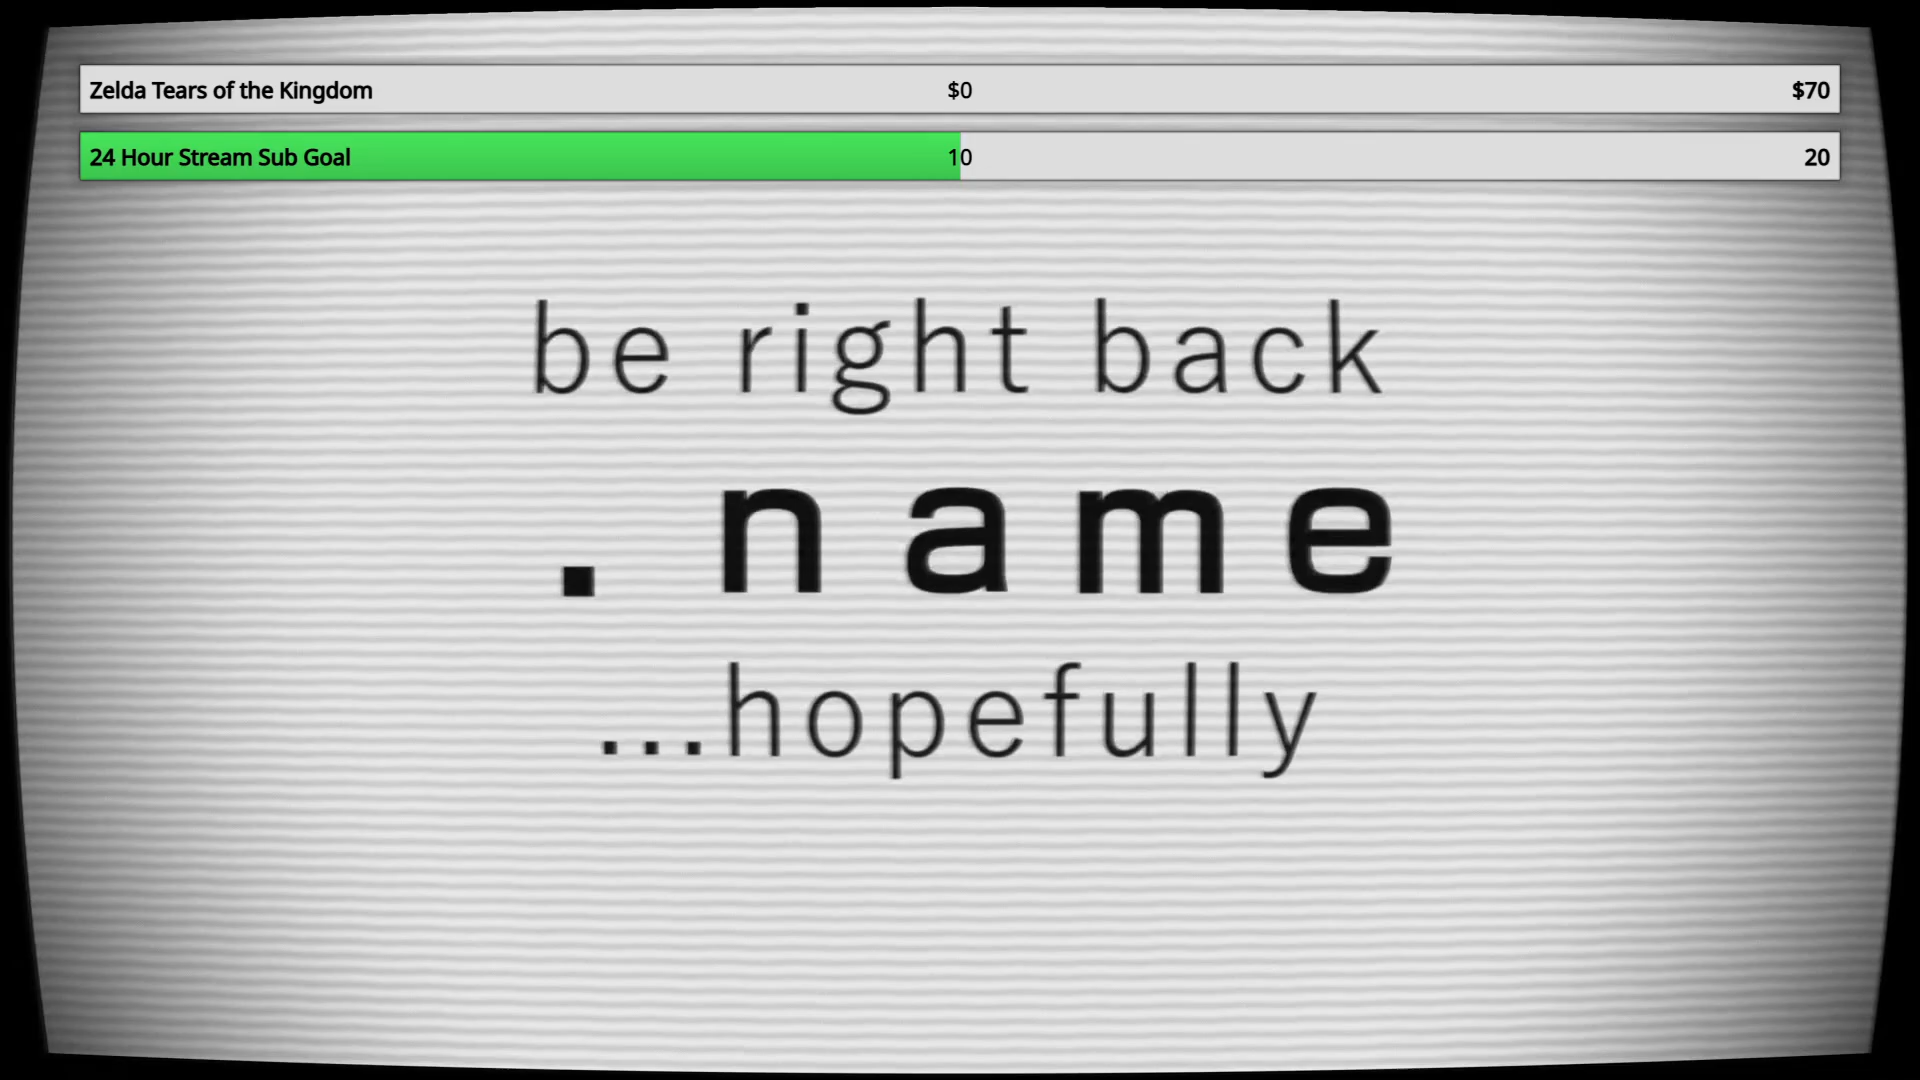 Zelda Tears of the Kingdom $0 $70
24 Hour Stream Sub Goal 10 20
be right back
. name
...hopefully